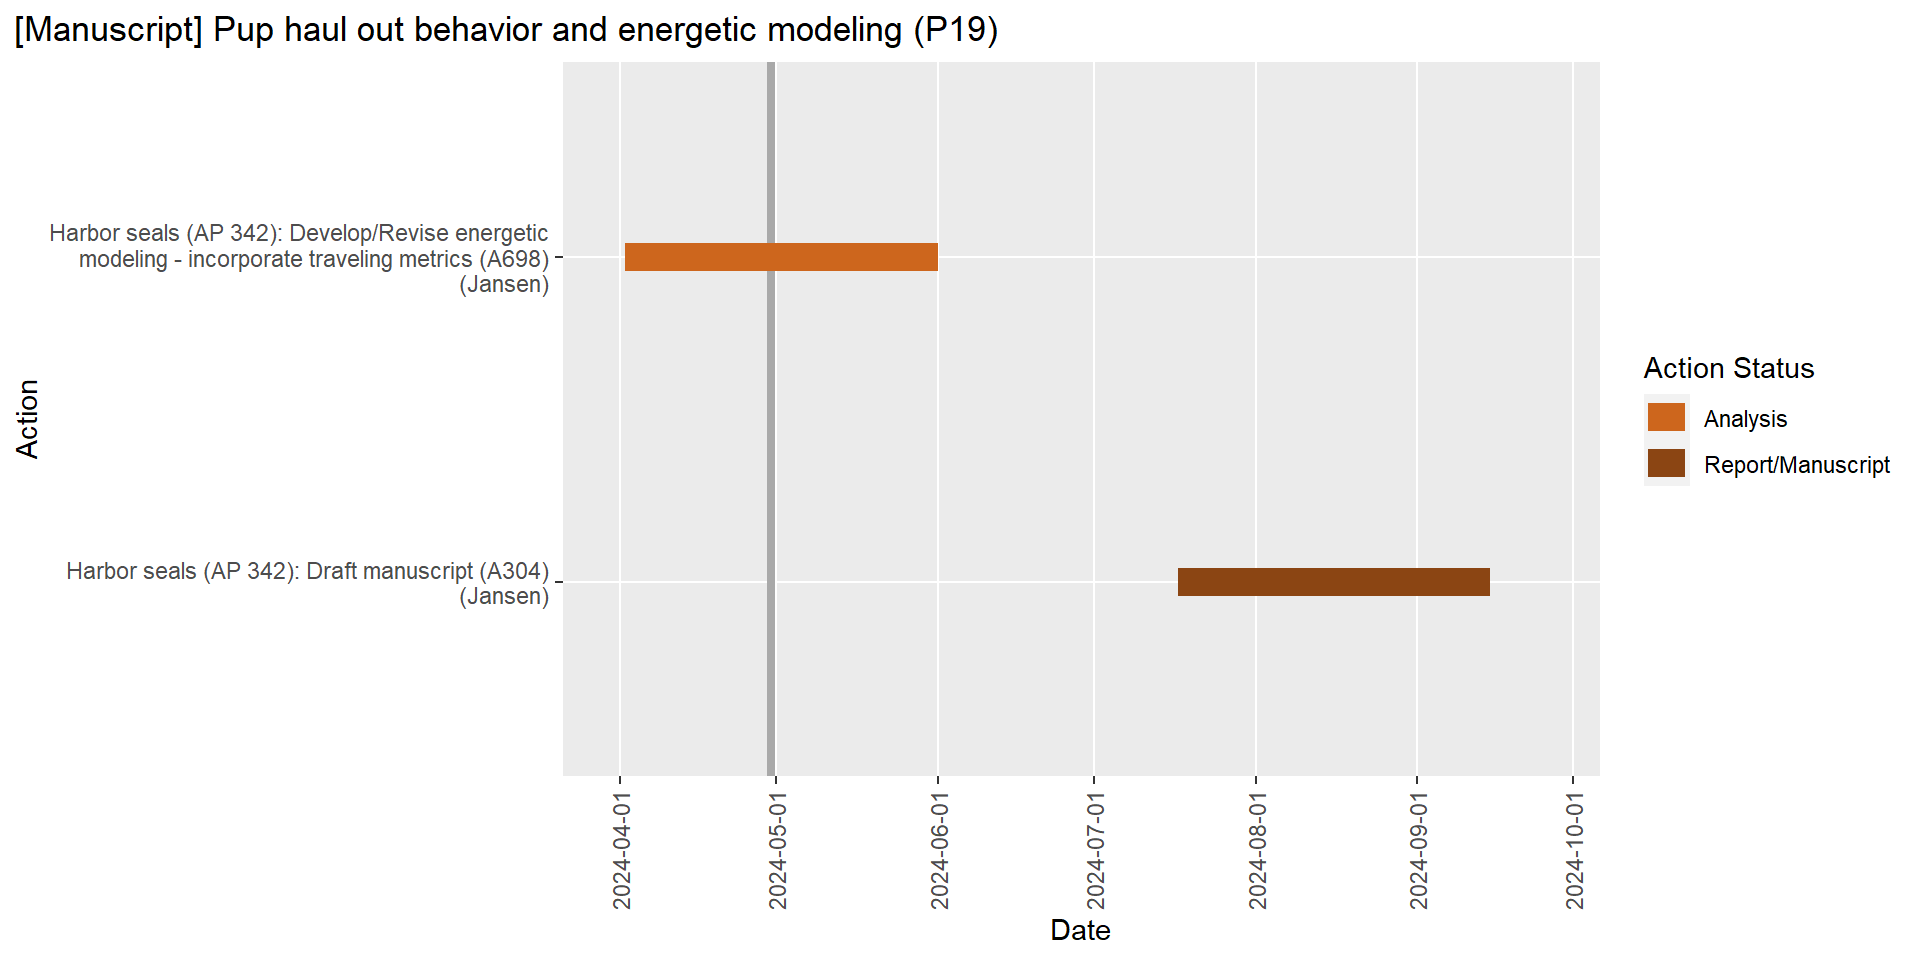 [Manuscript] Pup haul out behavior and energetic modeling (P19)
Harbor seals (AP 342): Develop/Revise energetic
modeling - incorporate traveling metrics (A698)
(Jansen)
Harbor seals (AP 342): Draft manuscript (A304)
(Jansen)
Action
2024-04-01
2024-05-01
2024-06-01
2024-07-01
2024-08-01
2024-09-01
2024-10-01
Date
Action Status
Analysis
Report/Manuscript